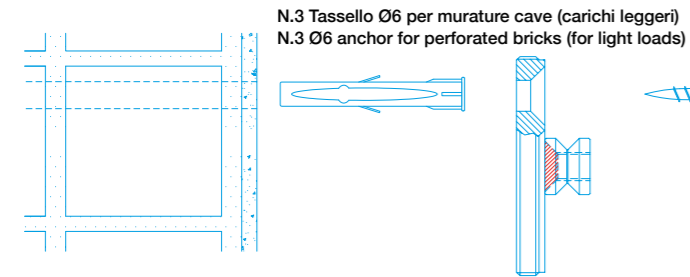 N.3 Tassello Ø6 per murature cave (carichi leggeri)
N.3 Ø6 anchor for perforated bricks (for light loads)